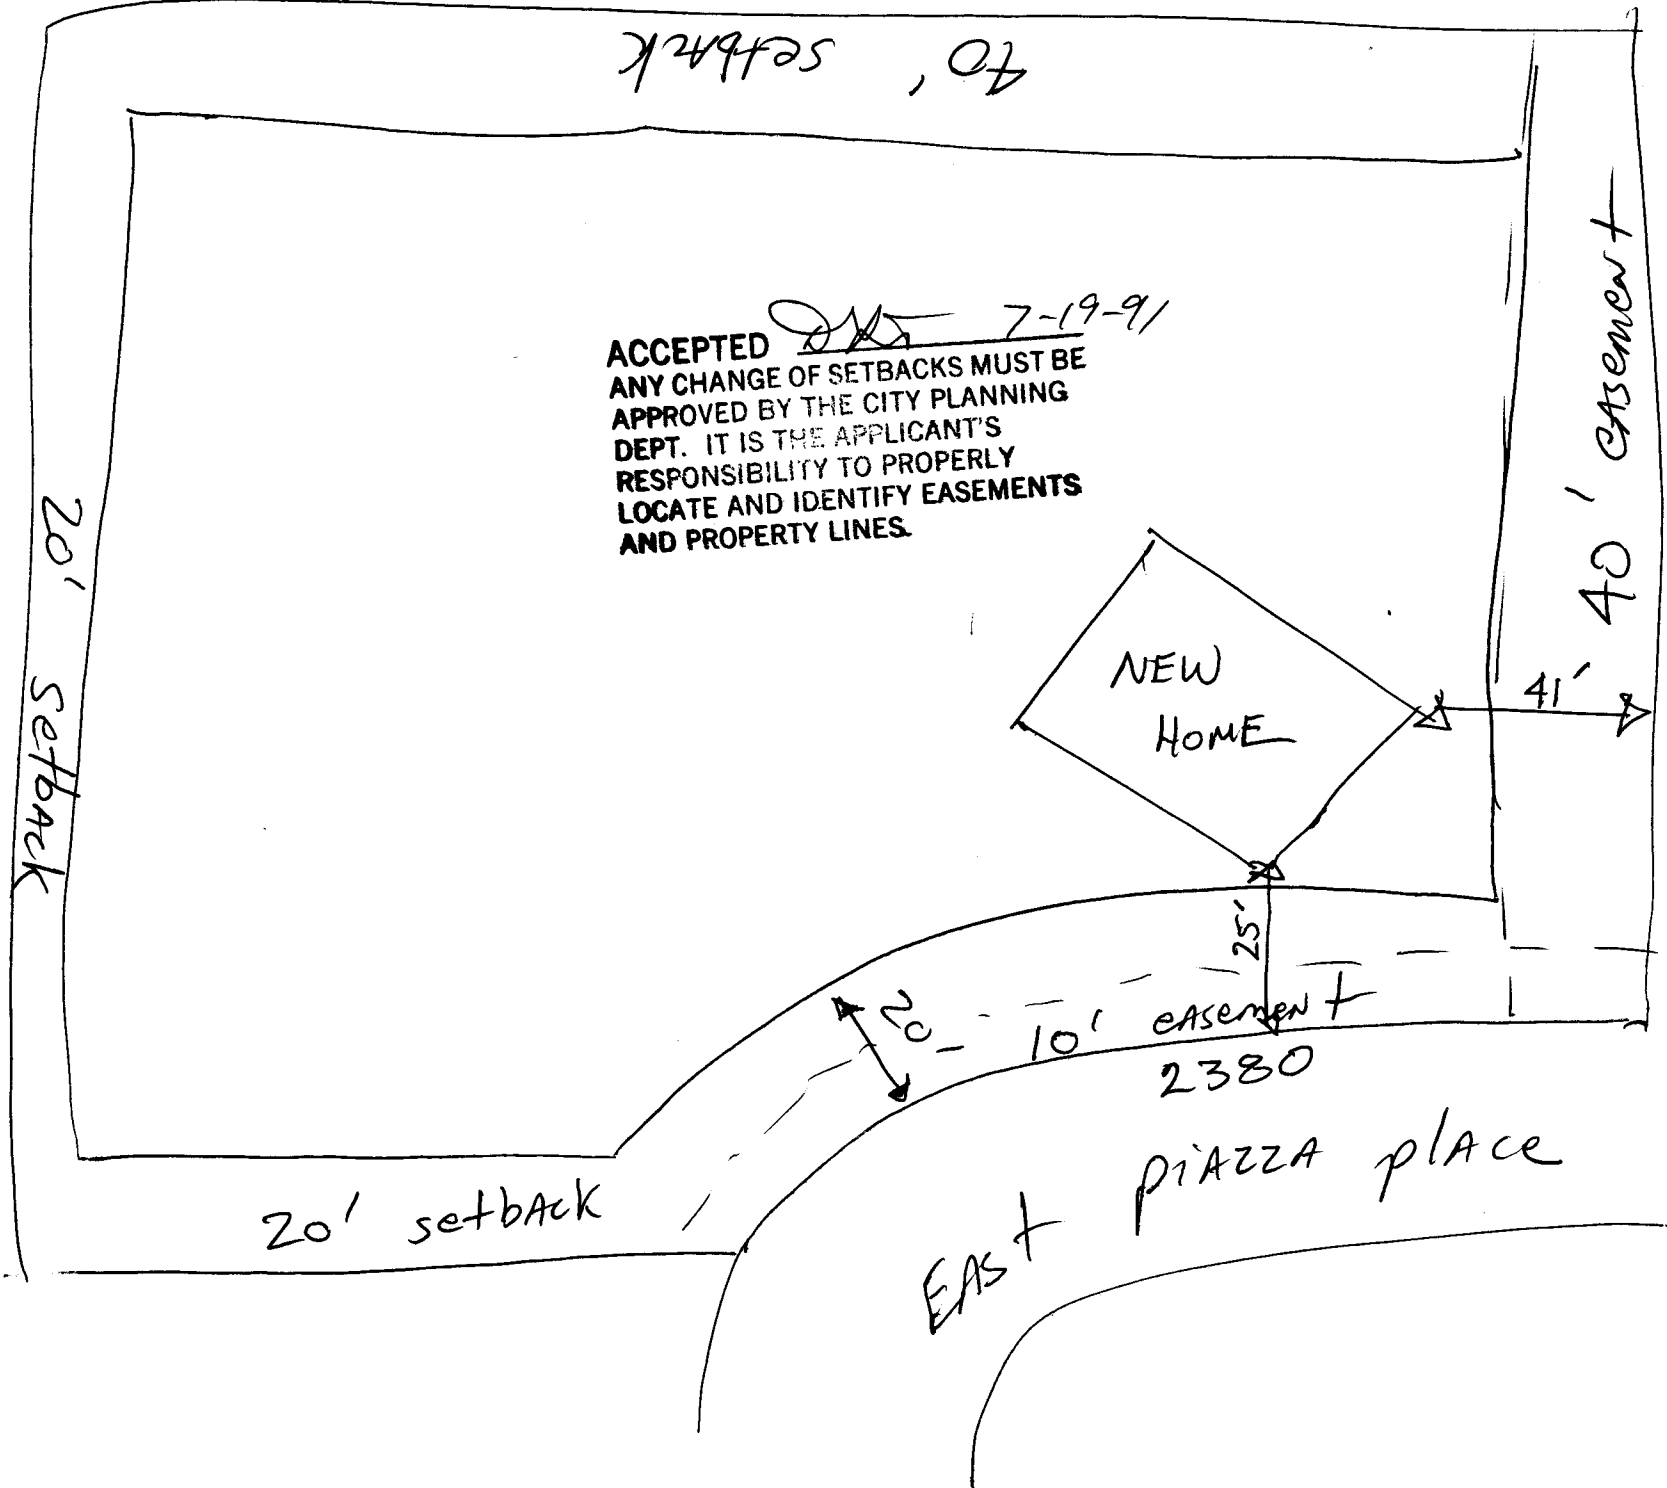 40' setback
40' easement
20' setback
ACCEPTED 7-19-91
ANY CHANGE OF SETBACKS MUST BE
APPROVED BY THE CITY PLANNING
DEPT. IT IS THE APPLICANT'S
RESPONSIBILITY TO PROPERLY
LOCATE AND IDENTIFY EASEMENTS
AND PROPERTY LINES.
NEW
HOME
41'
25'
20
10' easement
2380
20' setback
EASt piAZZA plAce